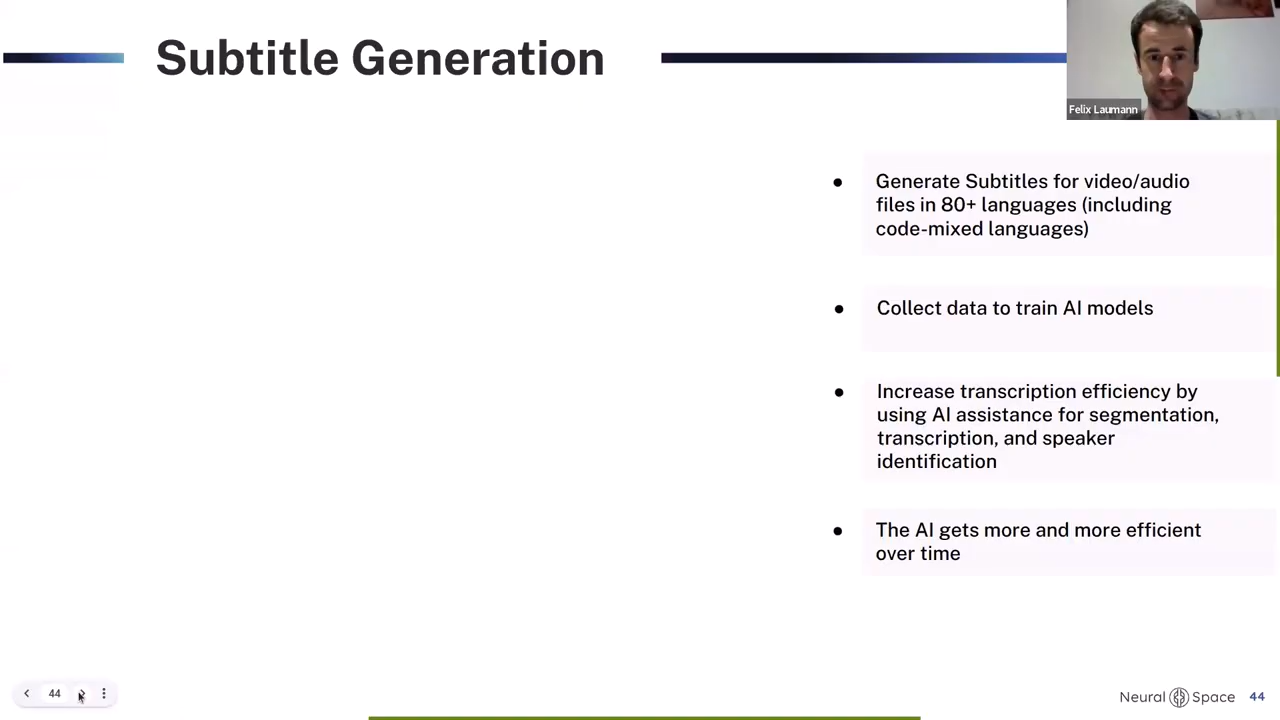 Subtitle Generation
Felix Laumann
● Generate Subtitles for video/audio
files in 80+ languages (including
code-mixed languages)
● Collect data to train AI models
● Increase transcription efficiency by
using AI assistance for segmentation,
transcription, and speaker
identification
● The AI gets more and more efficient
over time
44
Neural Space 44